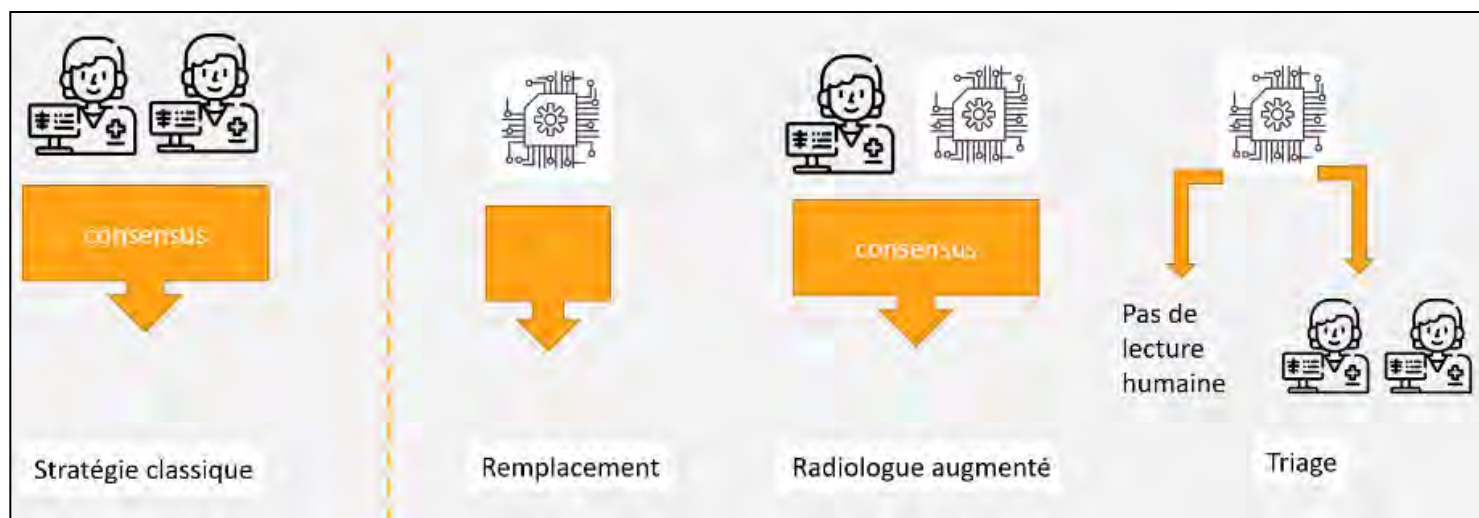 consensus
consensus
Pas de
lecture
humaine
Stratégie classique
Remplacement
Radiologue augmenté
Triage